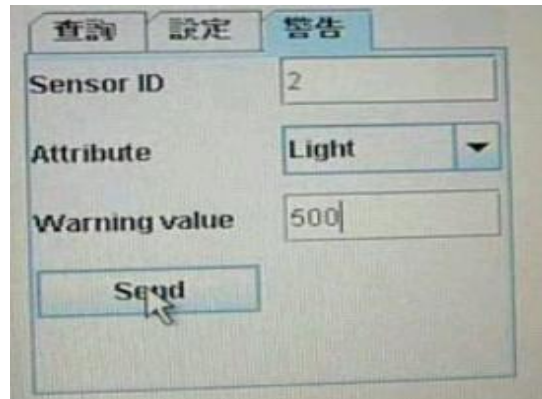 查詢 設定 警告
Sensor ID 2
Attribute Light
Warning value 500
Send